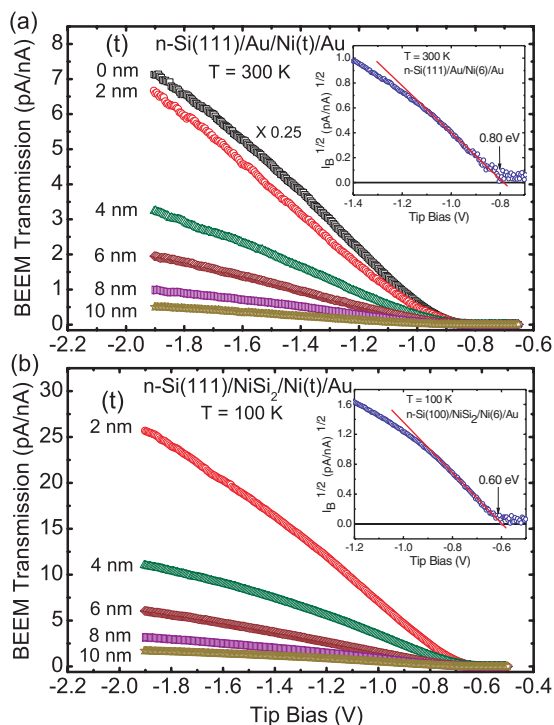 (a)
(t) n-Si(111)/Au/Ni(t)/Au
T = 300 K
0 nm
2 nm
X 0.25
4 nm
6 nm
8 nm
10 nm
BEEM Transmission (pA/nA)
8
7
6
5
4
3
2
1
0
-2.2 -2.0 -1.8 -1.6 -1.4 -1.2 -1.0 -0.8 -0.6
T = 300 K
n-Si(111)/Au/Ni(6)/Au
0.80 eV
I_B^1/2 (pA/nA)^1/2
1.0
0.8
0.6
0.4
0.2
0.0
-1.4 -1.2 -1.0 -0.8
Tip Bias (V)
(b)
(t) n-Si(111)/NiSi2/Ni(t)/Au
T = 100 K
2 nm
4 nm
6 nm
8 nm
10 nm
BEEM Transmission (pA/nA)
30
25
20
15
10
5
0
-2.2 -2.0 -1.8 -1.6 -1.4 -1.2 -1.0 -0.8 -0.6 -0.4
Tip Bias (V)
T = 100 K
n-Si(100)/NiSi2/Ni(6)/Au
0.60 eV
I_B^1/2 (pA/nA)^1/2
1.6
1.2
0.8
0.4
0.0
-1.2 -1.0 -0.8 -0.6
Tip Bias (V)